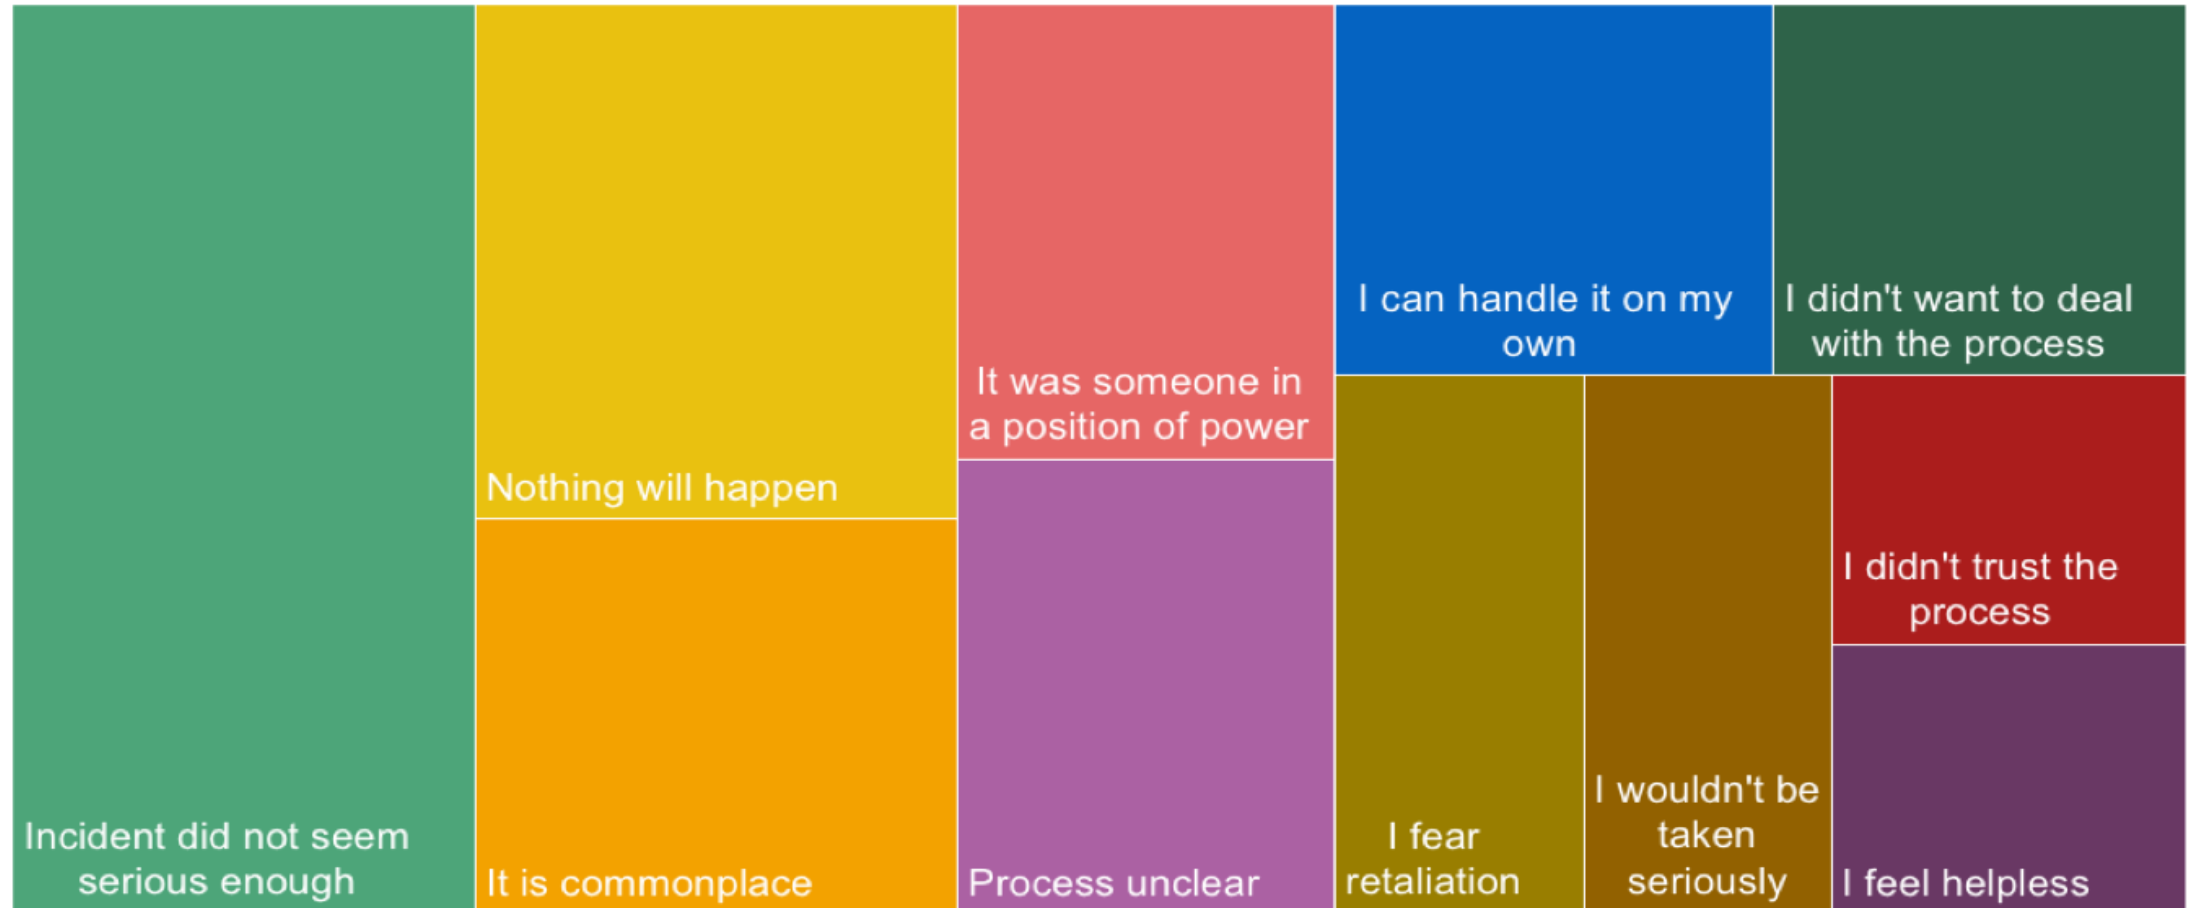 Incident did not seem
serious enough
Nothing will happen
It is commonplace
It was someone in
a position of power
Process unclear
I can handle it on my
own
I didn't want to deal
with the process
I fear
retaliation
I wouldn't be
taken
seriously
I didn't trust the
process
I feel helpless